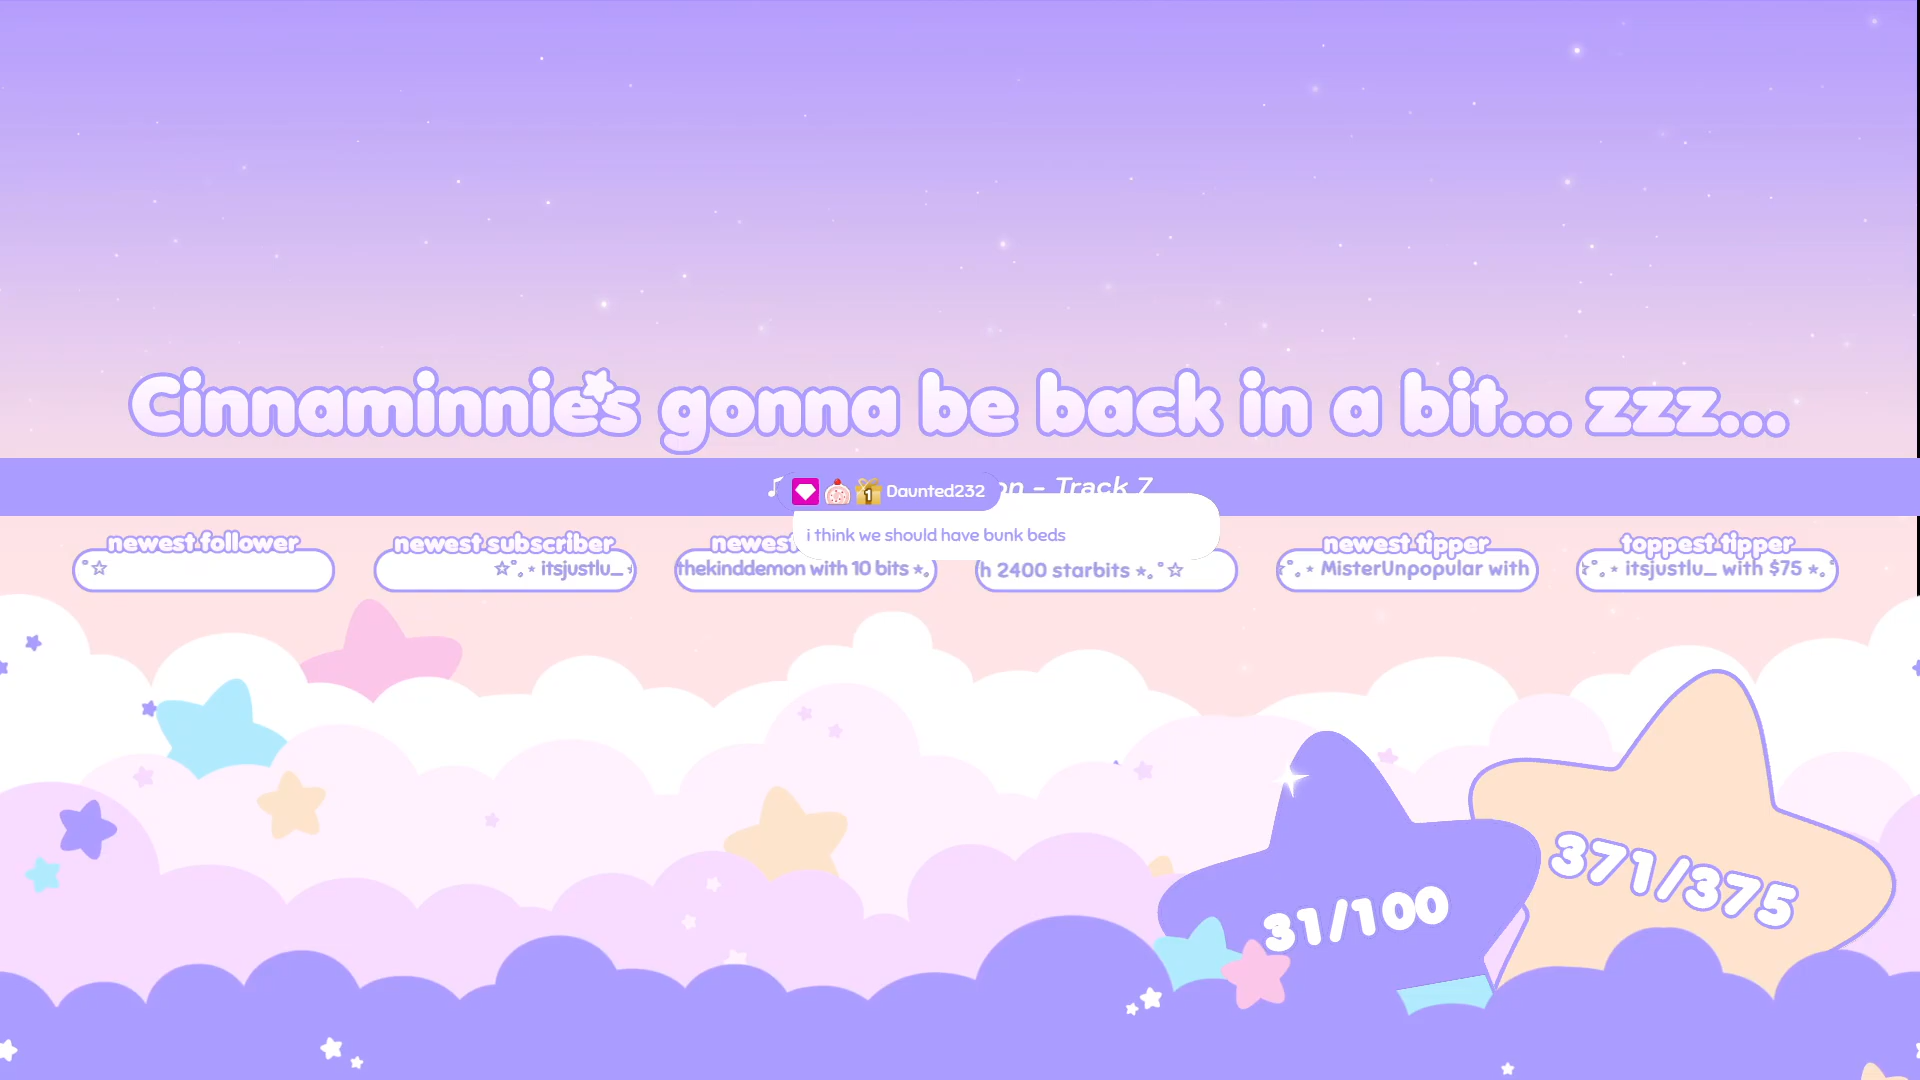 Cinnaminnie's gonna be back in a bit... zzz...
♫ on - Track 7
1 Daunted232
i think we should have bunk beds
newest follower
˚☆
newest subscriber
☆˚｡⋆ itsjustlu_
newest
thekinddemon with 10 bits ⋆｡
h 2400 starbits ⋆｡˚☆
newest tipper
˚｡⋆ MisterUnpopular with
toppest tipper
☆˚｡⋆ itsjustlu_ with $75 ⋆｡˚
31/100
371/375